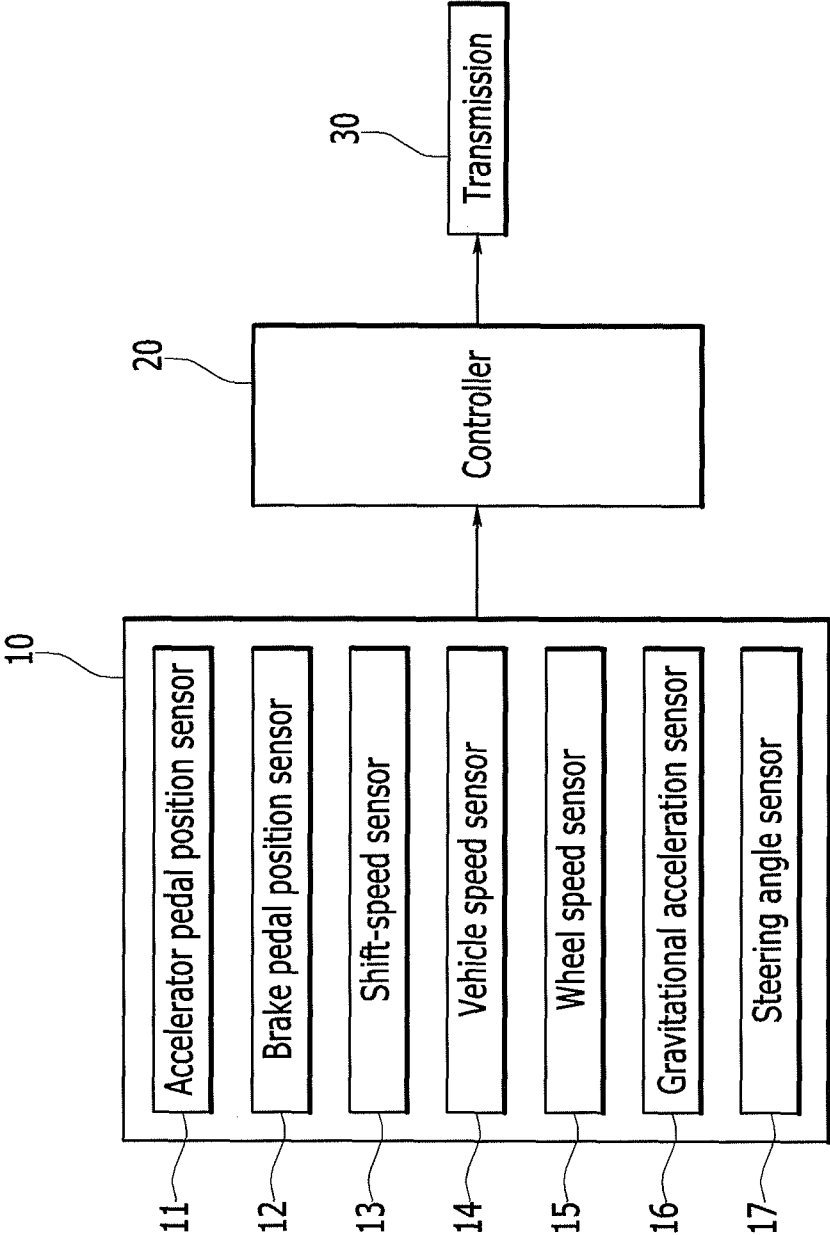 10
11
Accelerator pedal position sensor
12
Brake pedal position sensor
13
Shift-speed sensor
14
Vehicle speed sensor
15
Wheel speed sensor
16
Gravitational acceleration sensor
17
Steering angle sensor
20
Controller
30
Transmission